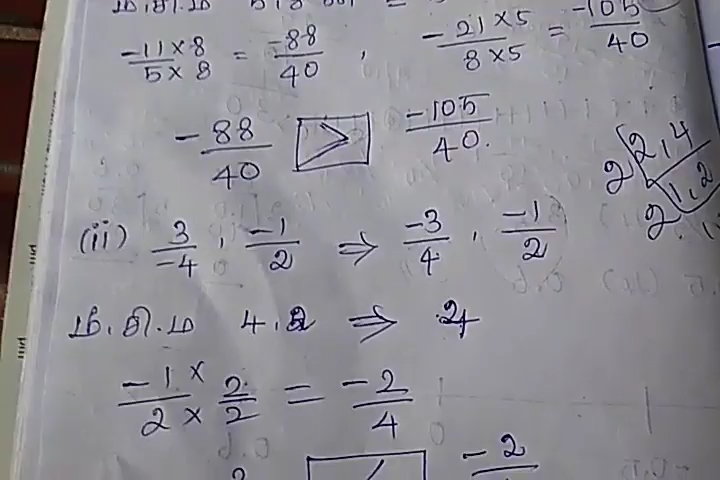 -11×8/5×8 = -88/40 , -21×5/8×5 = -105/40
-88/40 > -105/40.
(ii) 3/-4 , -1/2 ⇒ -3/4 , -1/2
மீ.சி.ம 4.2 ⇒ 4
-1/2 × 2/2 = -2/4
< -2
2 2,4
1,2